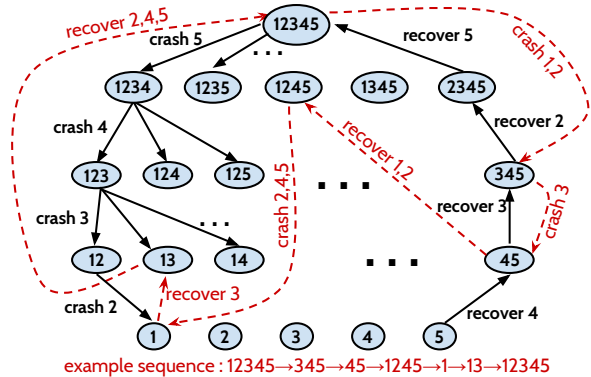 recover 2,4,5
12345
crash 5
recover 5
crash 1,2
...
1234
1235
1245
1345
2345
crash 4
recover 2
recover 1,2
123
124
125
...
345
crash 2,4,5
crash 3
...
recover 3
crash 3
12
13
14
...
45
crash 2
recover 3
recover 4
1
2
3
4
5
example sequence : 12345→345→45→1245→1→13→12345